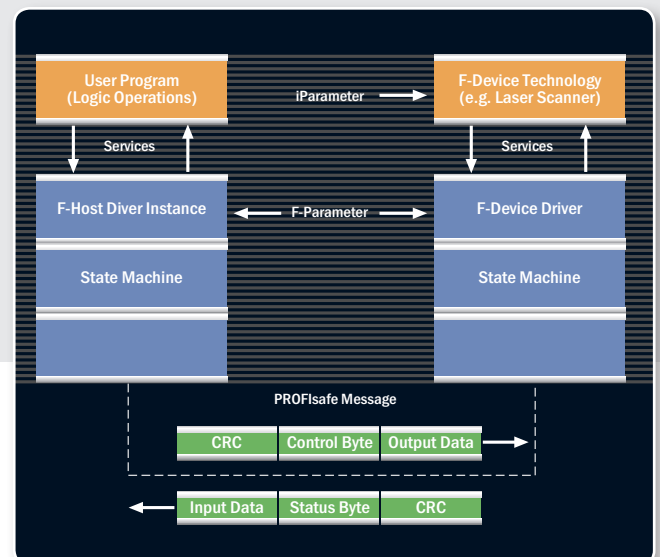 User Program
(Logic Operations)
iParameter
F-Device Technology
(e.g. Laser Scanner)
Services
Services
F-Host Diver Instance
F-Parameter
F-Device Driver
State Machine
State Machine
PROFIsafe Message
CRC
Control Byte
Output Data
Input Data
Status Byte
CRC